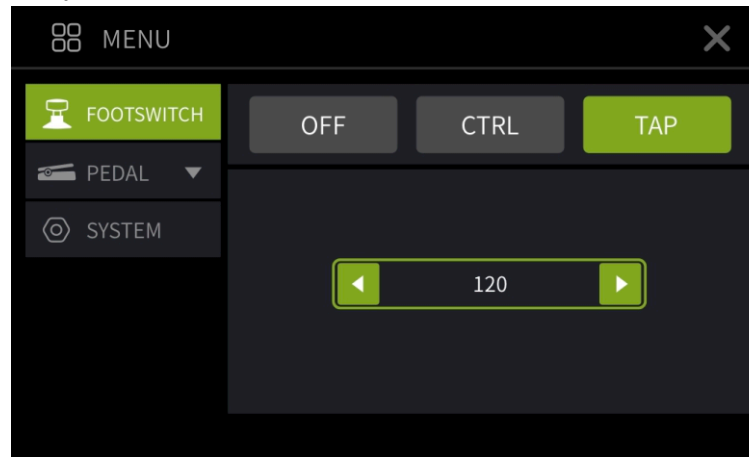 MENU
FOOTSWITCH
PEDAL
SYSTEM
OFF CTRL TAP
120